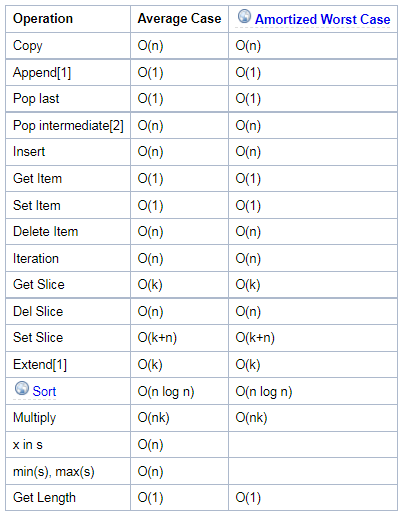 Operation Average Case Amortized Worst Case
Copy O(n) O(n)
Append[1] O(1) O(1)
Pop last O(1) O(1)
Pop intermediate[2] O(n) O(n)
Insert O(n) O(n)
Get Item O(1) O(1)
Set Item O(1) O(1)
Delete Item O(n) O(n)
Iteration O(n) O(n)
Get Slice O(k) O(k)
Del Slice O(n) O(n)
Set Slice O(k+n) O(k+n)
Extend[1] O(k) O(k)
Sort O(n log n) O(n log n)
Multiply O(nk) O(nk)
x in s O(n)
min(s), max(s) O(n)
Get Length O(1) O(1)